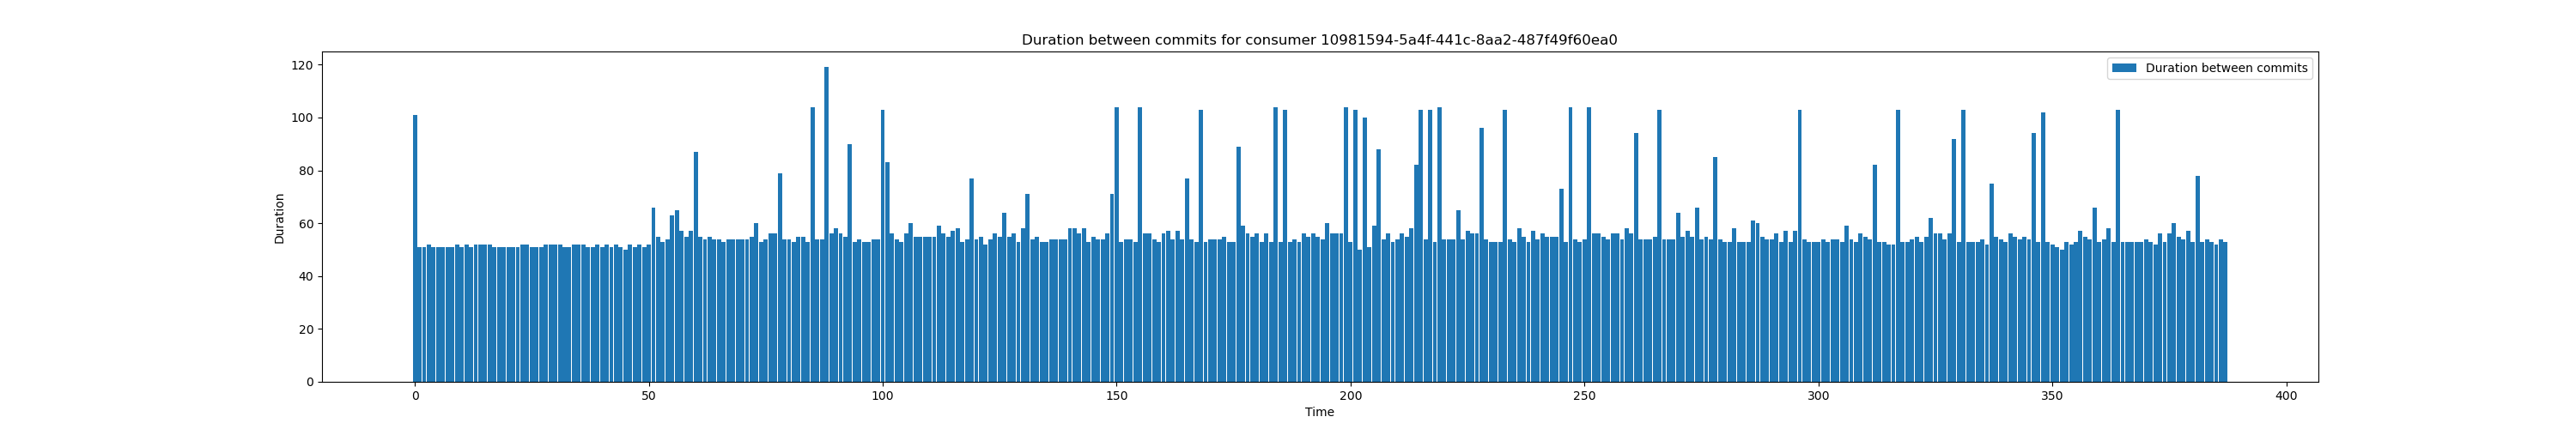 Duration between commits for consumer 10981594-5a4f-441c-8aa2-487f49f60ea0
Duration between commits
120
100
80
60
40
20
0
Duration
0 50 100 150 200 250 300 350 400
Time